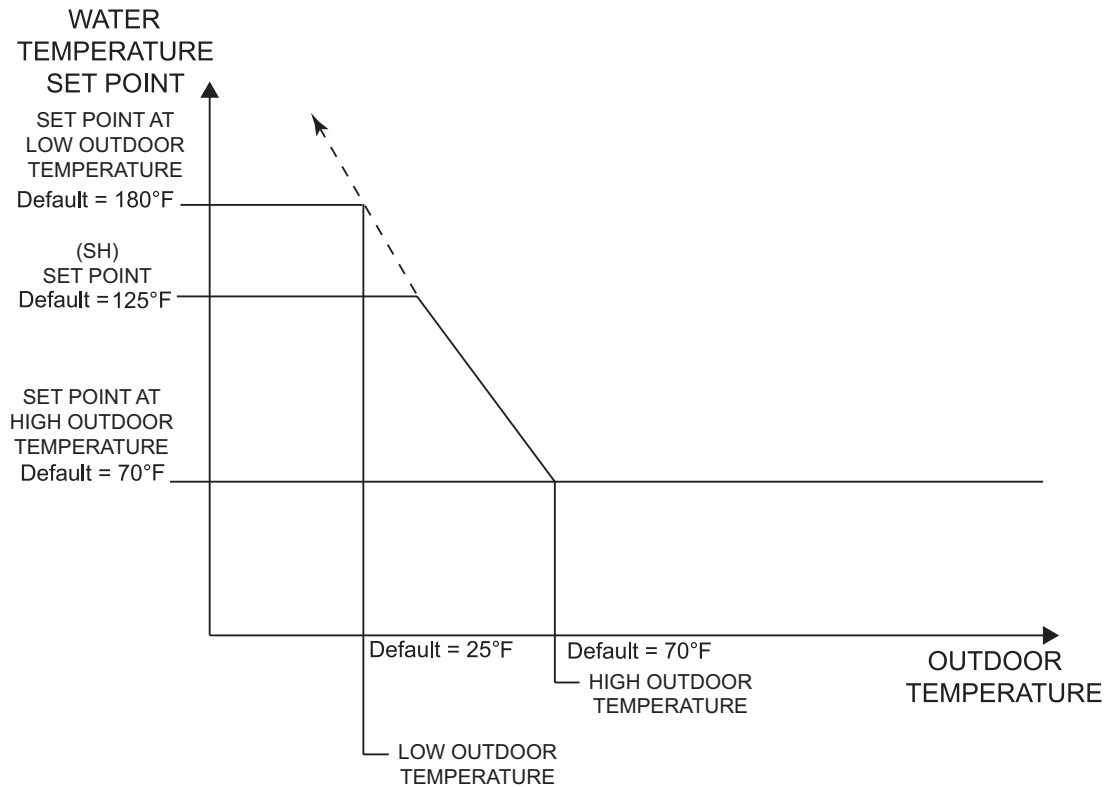 WATER
TEMPERATURE
SET POINT
SET POINT AT
LOW OUTDOOR
TEMPERATURE
Default = 180°F
(SH)
SET POINT
Default = 125°F
SET POINT AT
HIGH OUTDOOR
TEMPERATURE
Default = 70°F
Default = 25°F
Default = 70°F
HIGH OUTDOOR
TEMPERATURE
OUTDOOR
TEMPERATURE
LOW OUTDOOR
TEMPERATURE